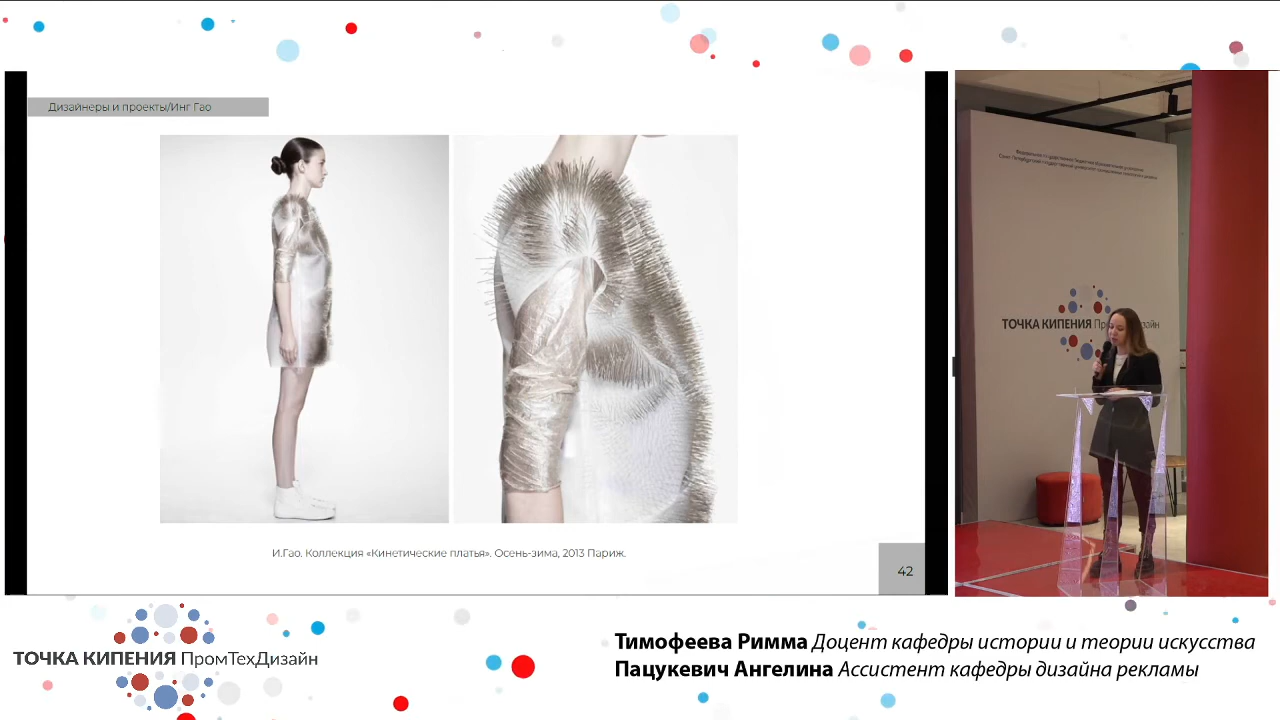 Дизайнеры и проекты/Инг Гао
И.Гао. Коллекция «Кинетические платья». Осень-зима, 2013 Париж.
42
ТОЧКА КИПЕНИЯ
ТОЧКА КИПЕНИЯ ПромТехДизайн
Тимофеева Римма Доцент кафедры истории и теории искусства
Пацукевич Ангелина Ассистент кафедры дизайна рекламы